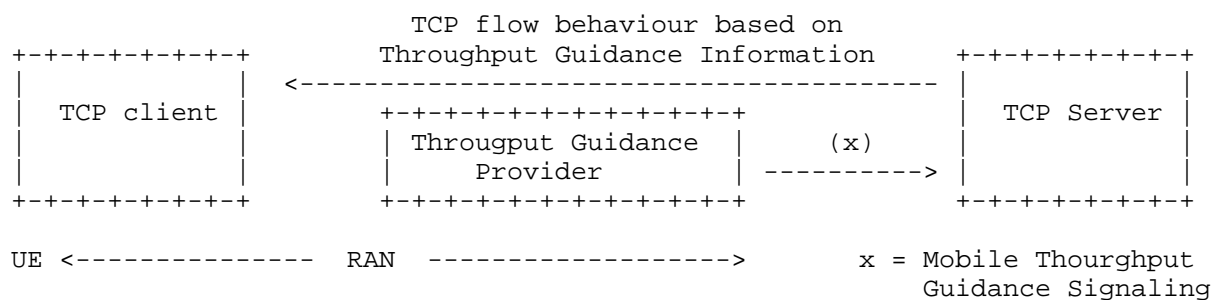 TCP flow behaviour based on
+-+-+-+-+-+-+-+ Throughput Guidance Information +-+-+-+-+-+-+-+
| | <---------------------------------------- | |
| TCP client | +-+-+-+-+-+-+-+-+-+-+-+ | TCP Server |
| | | Througput Guidance | (x) | |
| | | Provider | ----------> | |
+-+-+-+-+-+-+-+ +-+-+-+-+-+-+-+-+-+-+-+ +-+-+-+-+-+-+-+
UE <--------------- RAN -------------------> x = Mobile Thourghput
Guidance Signaling